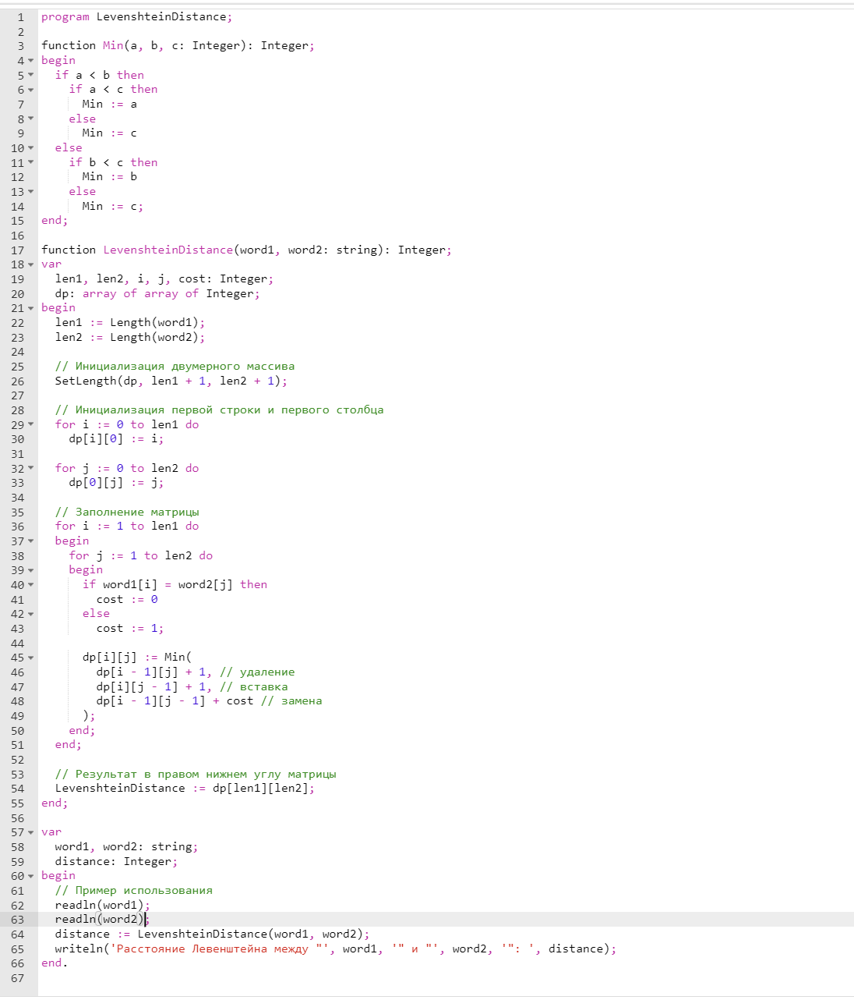 1 program LevenshteinDistance;
2
3 function Min(a, b, c: Integer): Integer;
4 begin
5 if a < b then
6 if a < c then
7 Min := a
8 else
9 Min := c
10 else
11 if b < c then
12 Min := b
13 else
14 Min := c;
15 end;
16
17 function LevenshteinDistance(word1, word2: string): Integer;
18 var
19 len1, len2, i, j, cost: Integer;
20 dp: array of array of Integer;
21 begin
22 len1 := Length(word1);
23 len2 := Length(word2);
24
25 // Инициализация двумерного массива
26 SetLength(dp, len1 + 1, len2 + 1);
27
28 // Инициализация первой строки и первого столбца
29 for i := 0 to len1 do
30 dp[i][0] := i;
31
32 for j := 0 to len2 do
33 dp[0][j] := j;
34
35 // Заполнение матрицы
36 for i := 1 to len1 do
37 begin
38 for j := 1 to len2 do
39 begin
40 if word1[i] = word2[j] then
41 cost := 0
42 else
43 cost := 1;
44
45 dp[i][j] := Min(
46 dp[i - 1][j] + 1, // удаление
47 dp[i][j - 1] + 1, // вставка
48 dp[i - 1][j - 1] + cost // замена
49 );
50 end;
51 end;
52
53 // Результат в правом нижнем углу матрицы
54 LevenshteinDistance := dp[len1][len2];
55 end;
56
57 var
58 word1, word2: string;
59 distance: Integer;
60 begin
61 // Пример использования
62 readln(word1);
63 readln(word2);
64 distance := LevenshteinDistance(word1, word2);
65 writeln('Расстояние Левенштейна между "', word1, '" и "', word2, '": ', distance);
66 end.
67